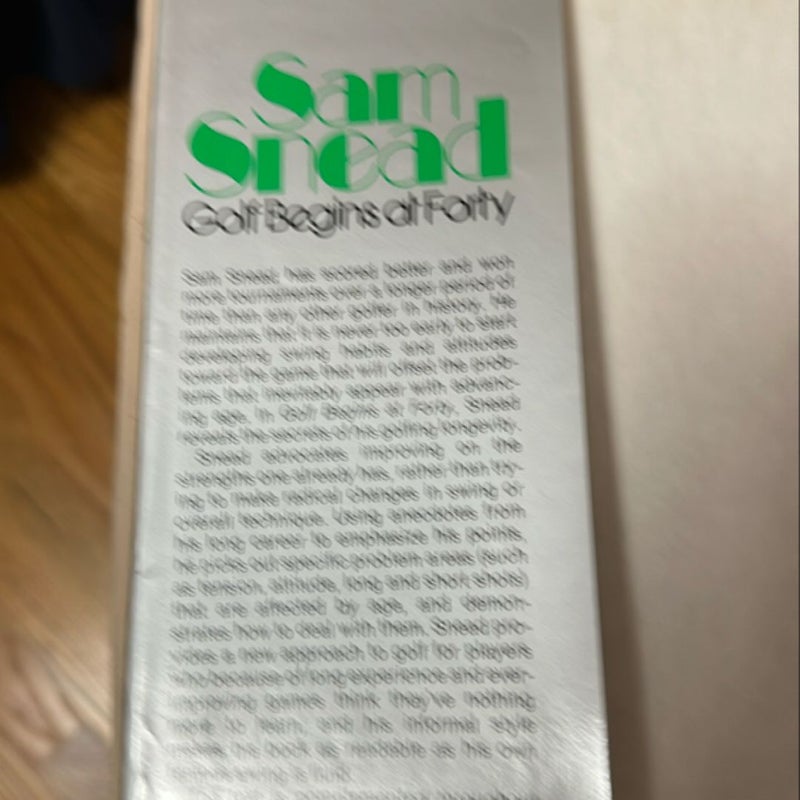 Sam
Snead
Golf Begins at Forty
Sam Snead has scored better and won
more tournaments over a longer period of
time than any other golfer in history. He
maintains that it is never too early to start
developing swing habits and attitudes
toward the game that will offset the prob-
lems that inevitably appear with advanc-
ing age. In Golf Begins at Forty, Snead
reveals the secrets of his golfing longevity.
Snead advocates improving on the
strengths one already has, rather than try-
ing to make radical changes in swing or
overall technique. Using anecdotes from
his long career to emphasize his points,
he picks out specific problem areas (such
as tension, attitude, long and short shots)
that are affected by age, and demon-
strates how to deal with them. Snead pro-
vides a new approach to golf for players
who because of long experience and ever-
improving games think they've nothing
more to learn, and his informal style
makes his book as readable as his own
swing is fluid.